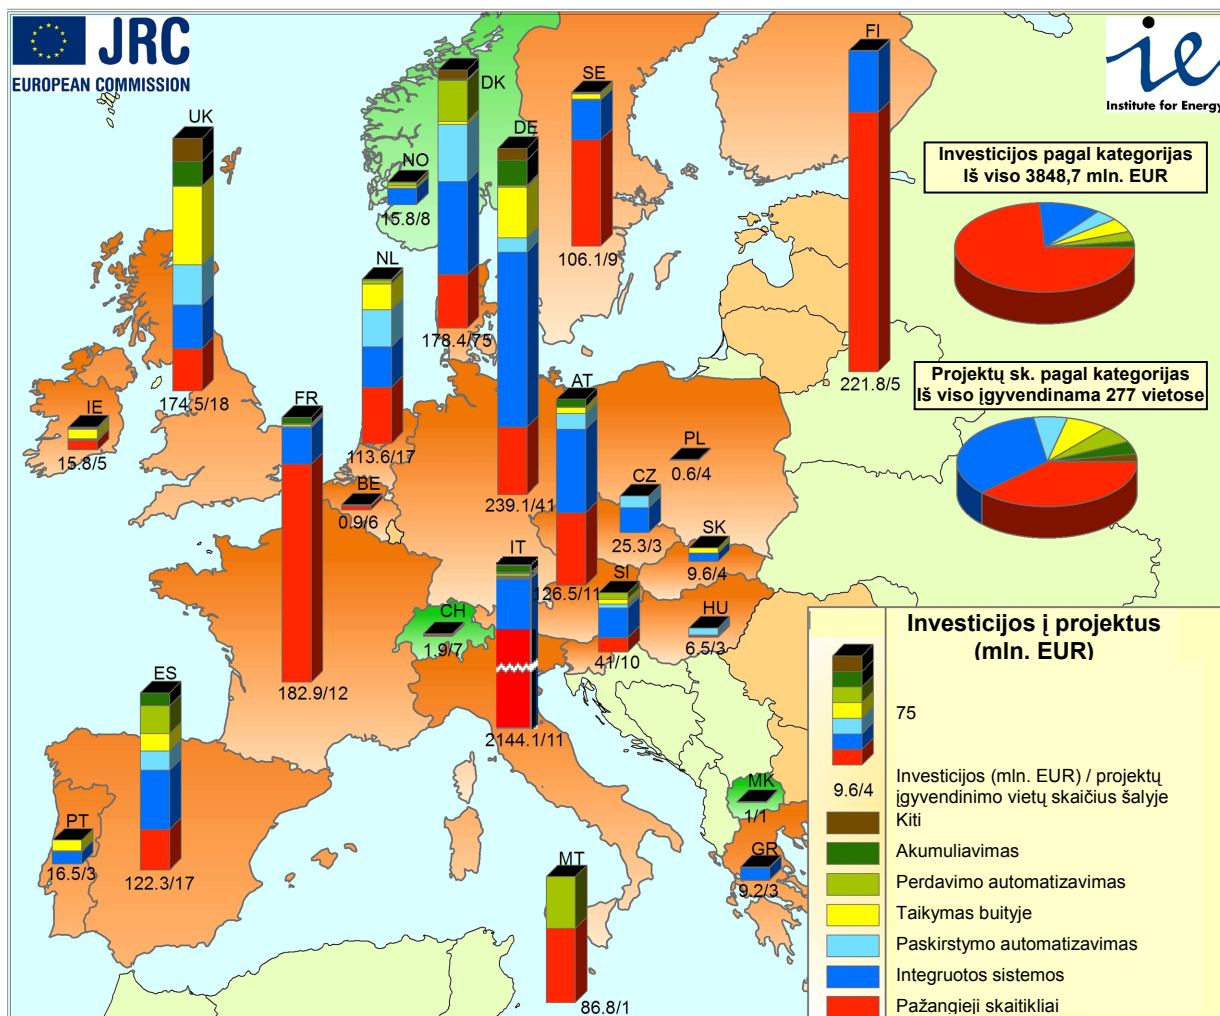 JRC
EUROPEAN COMMISSION
ie
Institute for Energy
UK
174.5/18
IE
15.8/5
NO
15.8/8
DK
178.4/75
DE
239.1/41
SE
106.1/9
FI
221.8/5
NL
113.6/17
FR
182.9/12
BE
0.9/6
AT
126.5/11
PL
0.6/4
CZ
25.3/3
SK
9.6/4
SI
41/10
HU
6.5/3
IT
2144.1/11
CH
1.9/7
ES
122.3/17
PT
16.5/3
MT
86.8/1
MK
1/1
GR
9.2/3
Investicijos pagal kategorijas
Iš viso 3848,7 mln. EUR
Projektų sk. pagal kategorijas
Iš viso įgyvendinama 277 vietose
Investicijos į projektus
(mln. EUR)
75
9.6/4
Investicijos (mln. EUR) / projektų
įgyvendinimo vietų skaičius šalyje
Kiti
Akumuliavimas
Perdavimo automatizavimas
Taikymas buityje
Paskirstymo automatizavimas
Integruotos sistemos
Pažangieji skaitikliai